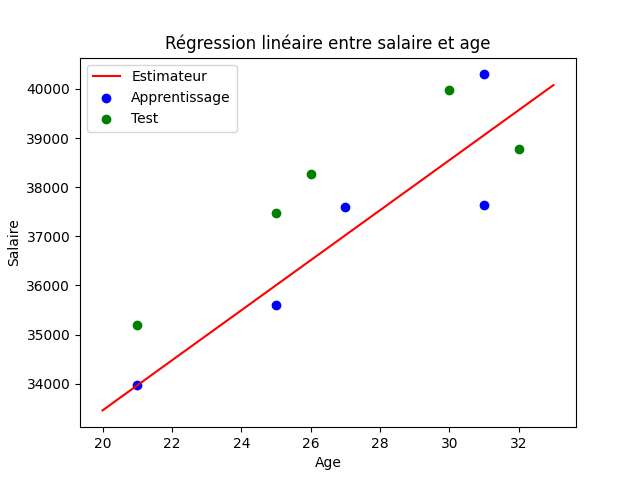 Régression linéaire entre salaire et age
Estimateur
Apprentissage
Test
40000
39000
38000
37000
36000
35000
34000
Salaire
20 22 24 26 28 30 32
Age